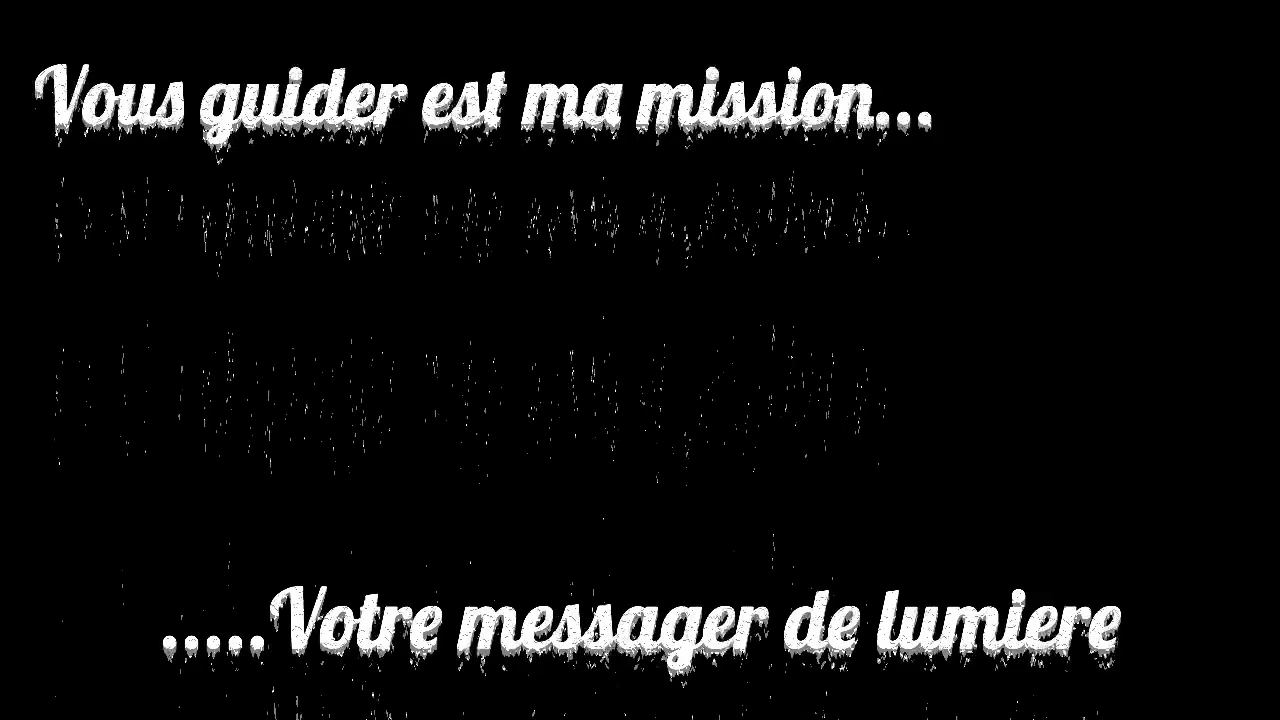 Vous guider est ma mission...
.....Votre messager de lumiere